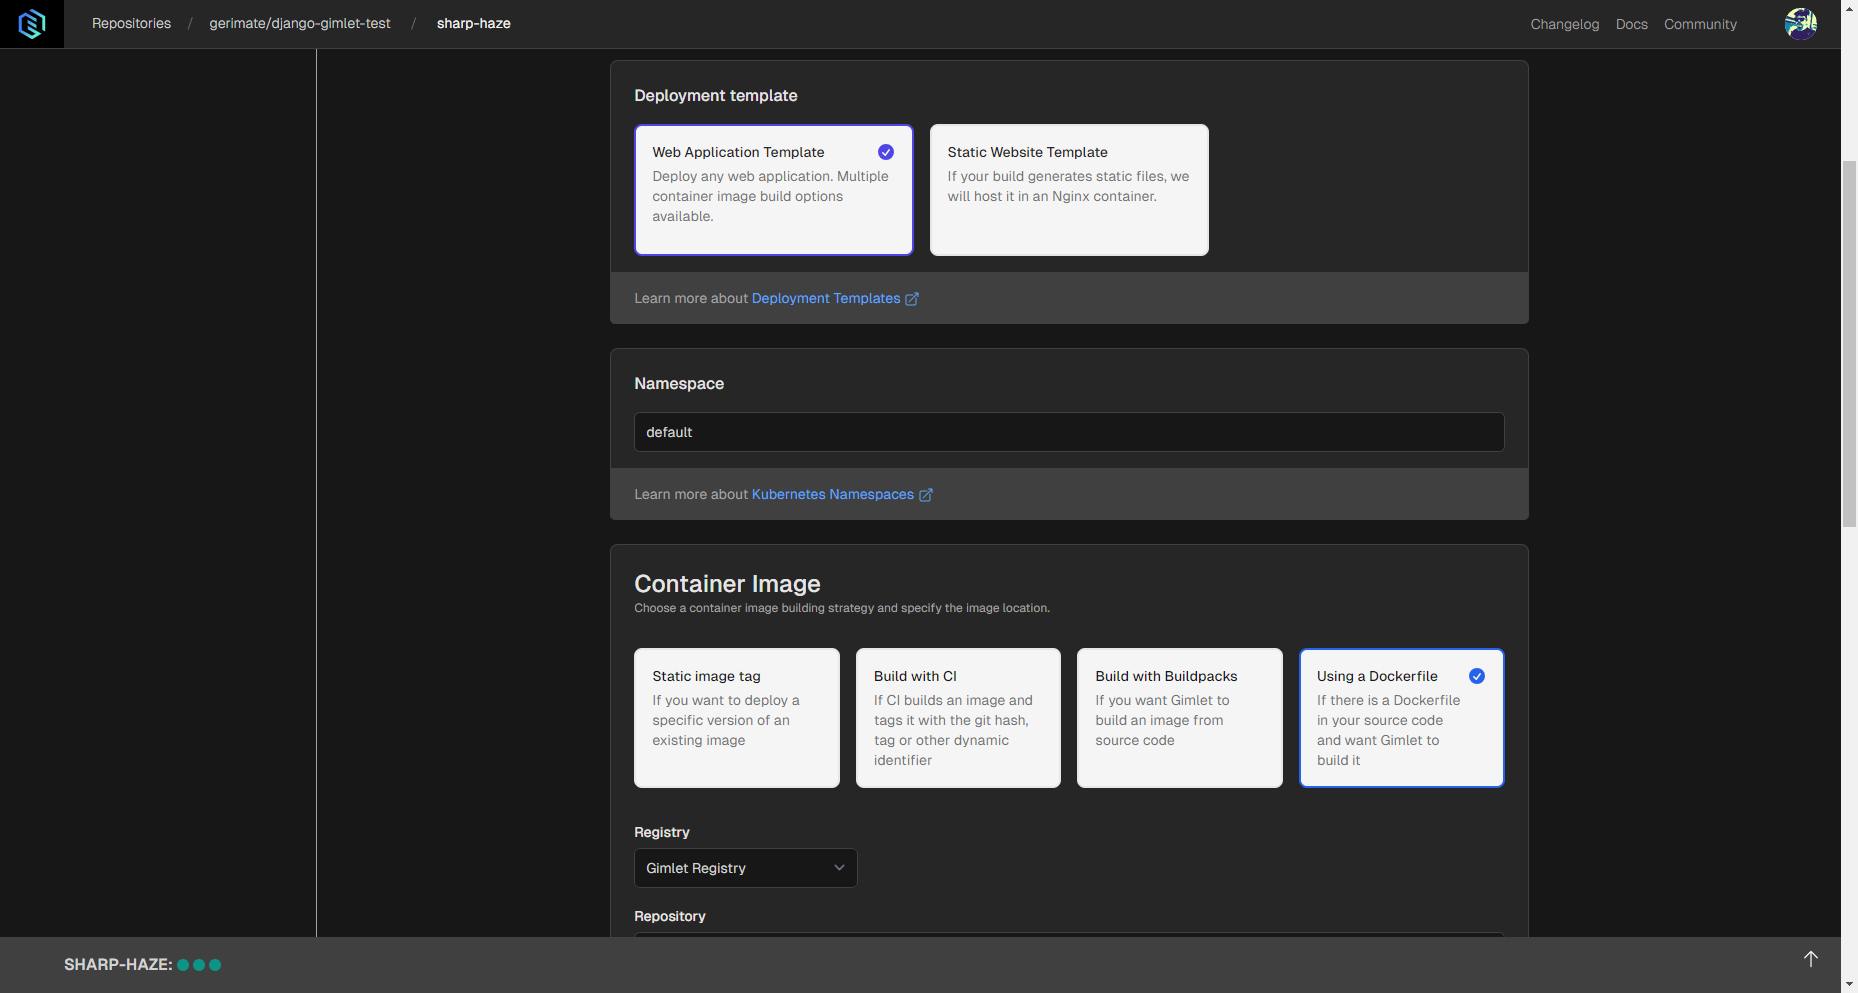 Repositories / gerimate/django-gimlet-test / sharp-haze
Changelog Docs Community
Deployment template
Web Application Template
Deploy any web application. Multiple
container image build options
available.
Static Website Template
If your build generates static files, we
will host it in an Nginx container.
Learn more about Deployment Templates
Namespace
default
Learn more about Kubernetes Namespaces
Container Image
Choose a container image building strategy and specify the image location.
Static image tag
If you want to deploy a
specific version of an
existing image
Build with CI
If CI builds an image and
tags it with the git hash,
tag or other dynamic
identifier
Build with Buildpacks
If you want Gimlet to
build an image from
source code
Using a Dockerfile
If there is a Dockerfile
in your source code
and want Gimlet to
build it
Registry
Gimlet Registry
Repository
SHARP-HAZE: